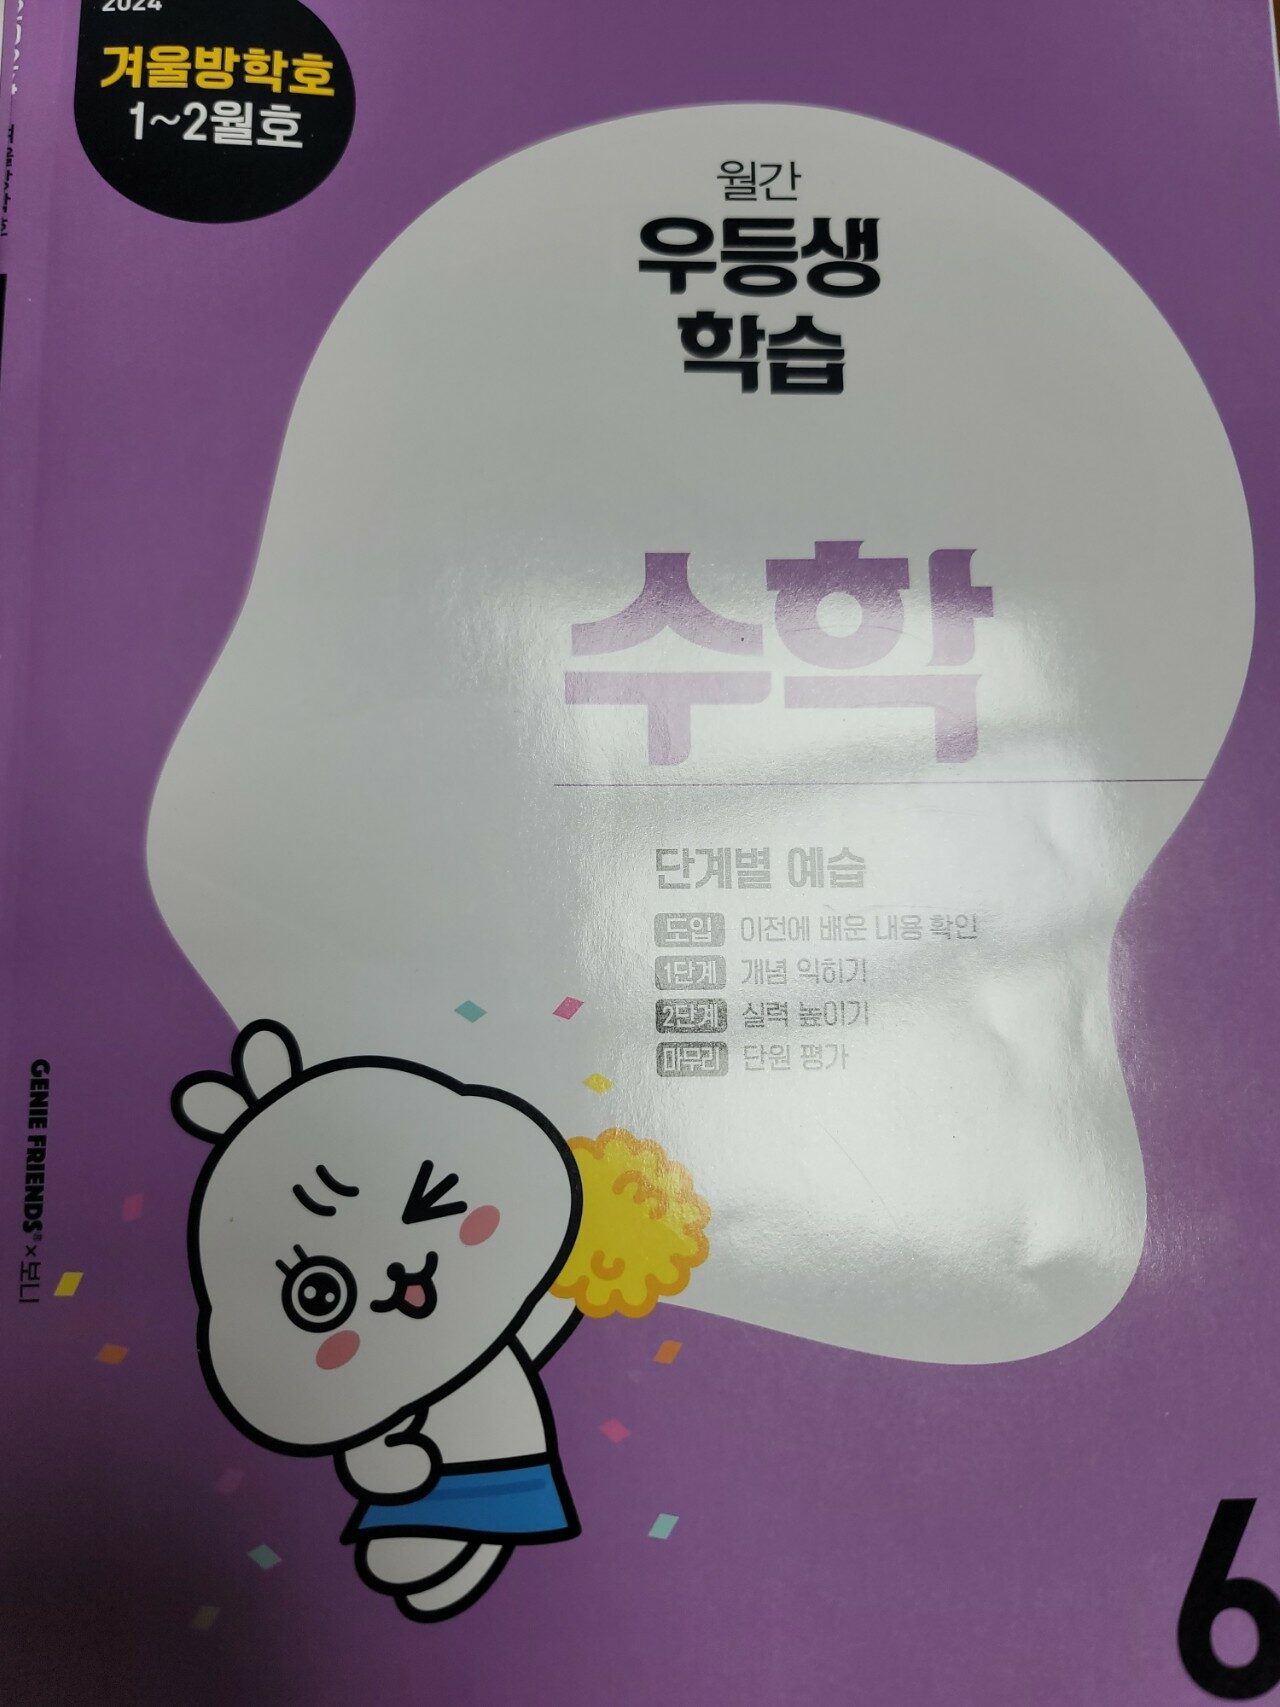 2024
겨울방학호
1~2월호
월간
우등생
학습
수학
단계별 예습
도입 이전에 배운 내용 확인
1단계 개념 익히기
2단계 실력 높이기
마무리 단원 평가
GENIE FRIENDS® × 보니
6